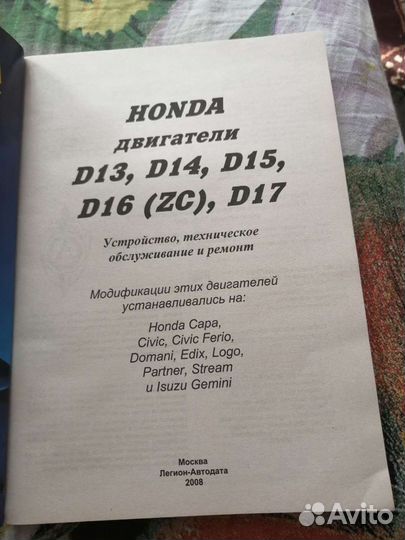 HONDA
двигатели
D13, D14, D15,
D16 (ZC), D17
Устройство, техническое
обслуживание и ремонт
Модификации этих двигателей
устанавливались на:
Honda Capa,
Civic, Civic Ferio,
Domani, Edix, Logo,
Partner, Stream
и Isuzu Gemini
Москва
Легион-Автодата
2008
Avito